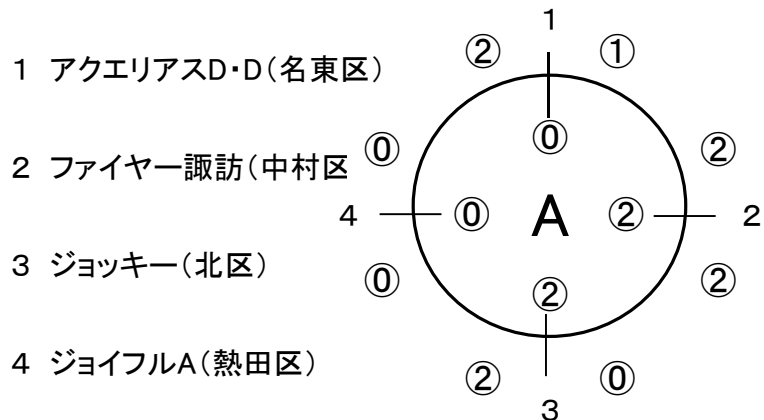 1 アクエリアスD・D(名東区)
2 ファイヤー諏訪(中村区
3 ジョッキー(北区)
4 ジョイフルA(熱田区)
1
② ①
⓪
⓪ ②
4 ⓪ A ② 2
⓪ ② ②
② ⓪
3